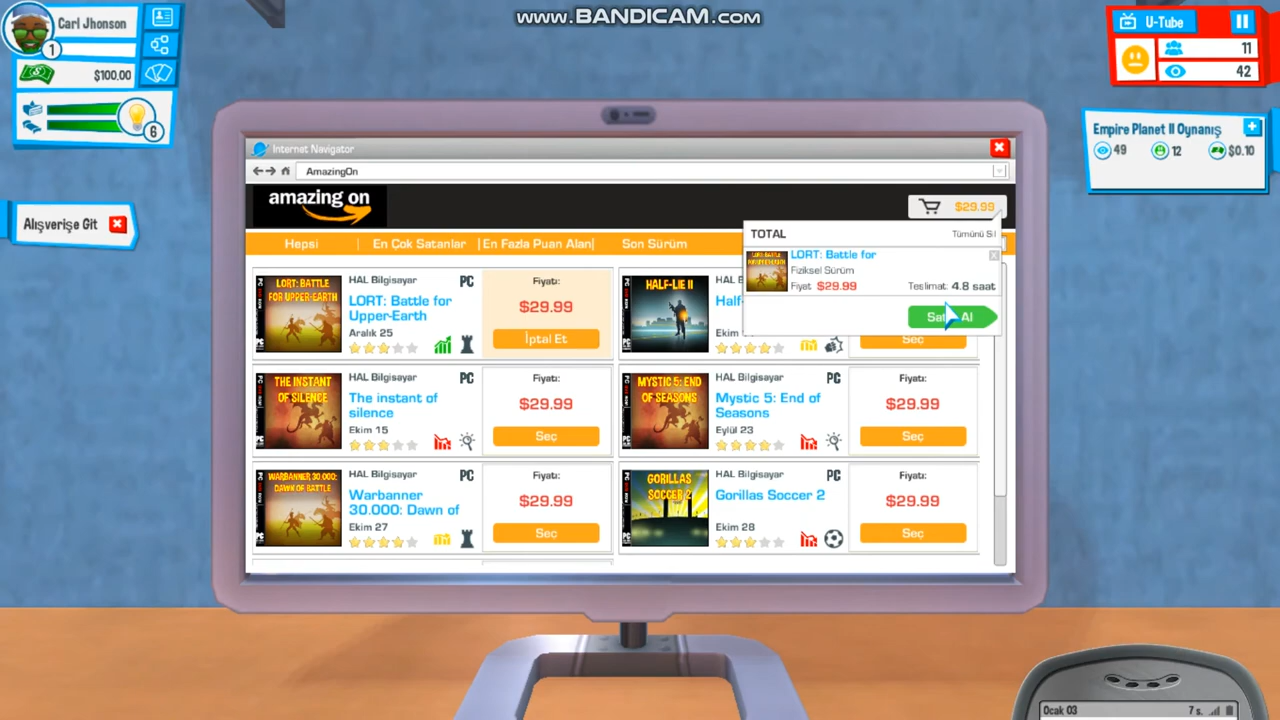 www.BANDICAM.com
Carl Jhonson
1
$100.00
6
U-Tube
11
42
Empire Planet II Oynanış
49
12
$0.10
Alışverişe Git
Internet Navigator
AmazingOn
amazing on
$29.99
Hepsi
En Çok Satanlar
En Fazla Puan Alan
Son Sürüm
TOTAL
Tümünü Sil
LORT: BATTLE FOR
LORT: Battle for
Fiziksel Sürüm
Fiyat $29.99
Teslimat: 4.8 saat
LORT: BATTLE
FOR UPPER-EARTH
HAL Bilgisayar
PC
LORT: Battle for
Upper-Earth
Aralık 25
Fiyatı:
$29.99
İptal Et
HALF-LIE II
HAL B
Half-
Ekim
Seç
THE INSTANT
OF SILENCE
HAL Bilgisayar
PC
The instant of
silence
Ekim 15
Fiyatı:
$29.99
Seç
MYSTIC 5: END
OF SEASONS
HAL Bilgisayar
PC
Mystic 5: End of
Seasons
Eylül 23
Fiyatı:
$29.99
Seç
WARBANNER 30.000:
DAWN OF BATTLE
HAL Bilgisayar
PC
Warbanner
30.000: Dawn of
Ekim 27
Fiyatı:
$29.99
Seç
GORILLAS
SOCCER 2
HAL Bilgisayar
PC
Gorillas Soccer 2
Ekim 28
Fiyatı:
$29.99
Seç
Ocak 03
7 s.